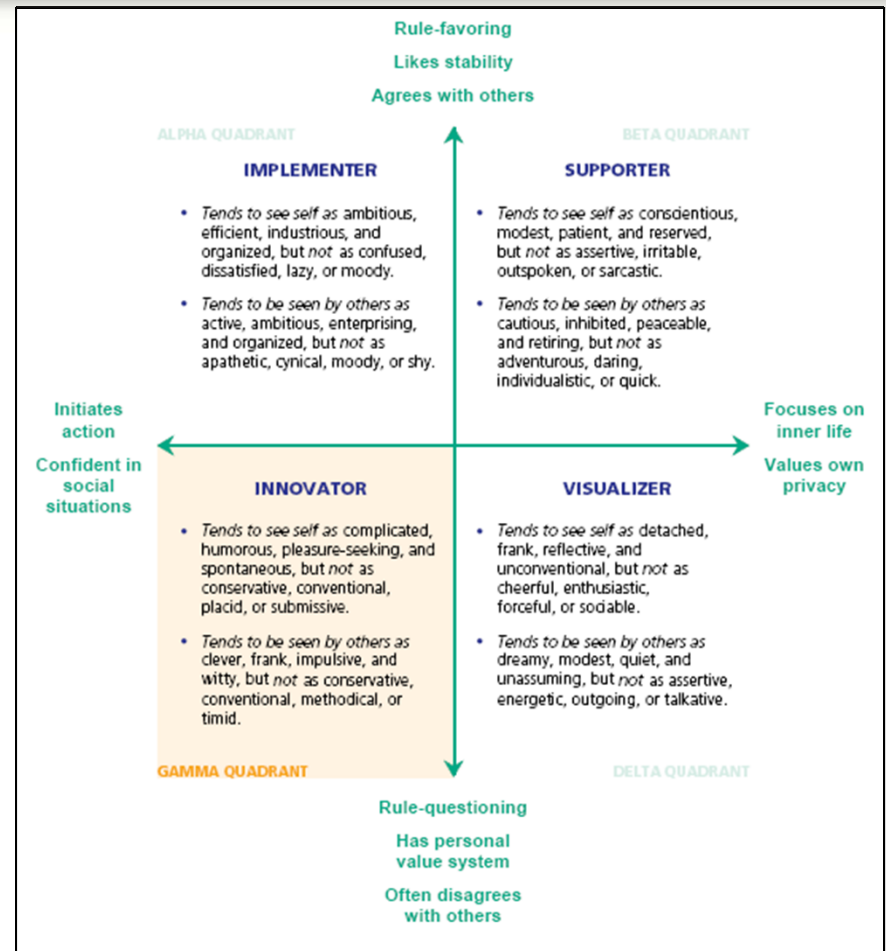 Rule-favoring
Likes stability
Agrees with others
ALPHA QUADRANT
BETA QUADRANT
IMPLEMENTER
• Tends to see self as ambitious,
efficient, industrious, and
organized, but not as confused,
dissatisfied, lazy, or moody.
• Tends to be seen by others as
active, ambitious, enterprising,
and organized, but not as
apathetic, cynical, moody, or shy.
SUPPORTER
• Tends to see self as conscientious,
modest, patient, and reserved,
but not as assertive, irritable,
outspoken, or sarcastic.
• Tends to be seen by others as
cautious, inhibited, peaceable,
and retiring, but not as
adventurous, daring,
individualistic, or quick.
Initiates
action
Confident in
social
situations
Focuses on
inner life
Values own
privacy
INNOVATOR
• Tends to see self as complicated,
humorous, pleasure-seeking, and
spontaneous, but not as
conservative, conventional,
placid, or submissive.
• Tends to be seen by others as
clever, frank, impulsive, and
witty, but not as conservative,
conventional, methodical, or
timid.
VISUALIZER
• Tends to see self as detached,
frank, reflective, and
unconventional, but not as
cheerful, enthusiastic,
forceful, or sociable.
• Tends to be seen by others as
dreamy, modest, quiet, and
unassuming, but not as assertive,
energetic, outgoing, or talkative.
GAMMA QUADRANT
DELTA QUADRANT
Rule-questioning
Has personal
value system
Often disagrees
with others